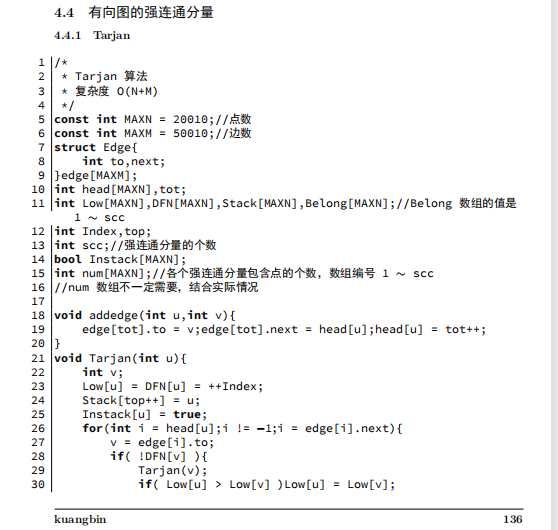 4.4 有向图的强连通分量
4.4.1 Tarjan
1 /*
2  * Tarjan 算法
3  * 复杂度 O(N+M)
4  */
5 const int MAXN = 20010;//点数
6 const int MAXM = 50010;//边数
7 struct Edge{
8     int to,next;
9 }edge[MAXM];
10 int head[MAXN],tot;
11 int Low[MAXN],DFN[MAXN],Stack[MAXN],Belong[MAXN];//Belong 数组的值是
1 ～ scc
12 int Index,top;
13 int scc;//强连通分量的个数
14 bool Instack[MAXN];
15 int num[MAXN];//各个强连通分量包含点的个数，数组编号 1 ～ scc
16 //num 数组不一定需要，结合实际情况
17
18 void addedge(int u,int v){
19     edge[tot].to = v;edge[tot].next = head[u];head[u] = tot++;
20 }
21 void Tarjan(int u){
22     int v;
23     Low[u] = DFN[u] = ++Index;
24     Stack[top++] = u;
25     Instack[u] = true;
26     for(int i = head[u];i != −1;i = edge[i].next){
27         v = edge[i].to;
28         if( !DFN[v] ){
29             Tarjan(v);
30             if( Low[u] > Low[v] )Low[u] = Low[v];
kuangbin 136